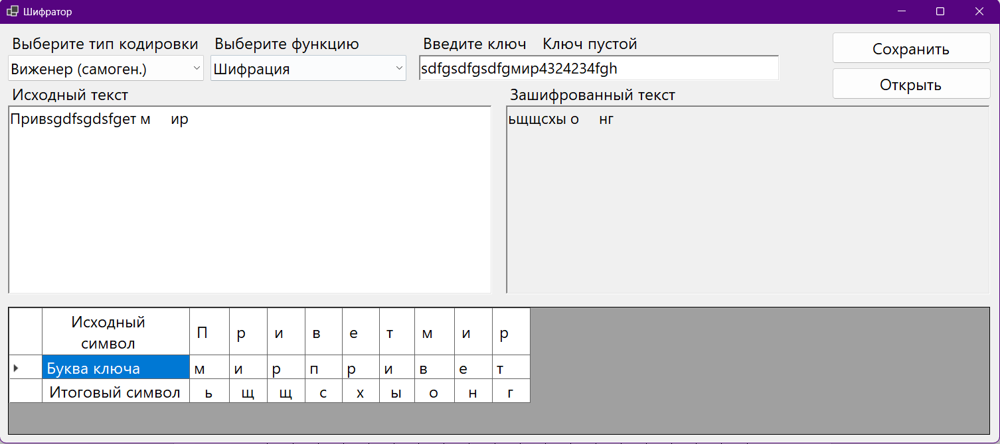 Шифратор
Выберите тип кодировки Выберите функцию Введите ключ Ключ пустой
Сохранить
Виженер (самоген.) Шифрация sdfgsdfgsdfgмир4324234fgh
Открыть
Исходный текст Зашифрованный текст
Привsgdfsgdsfgет м ир ьщщсхы о нг
Исходный символ П р и в е т м и р
Буква ключа м и р п р и в е т
Итоговый символ ь щ щ с х ы о н г